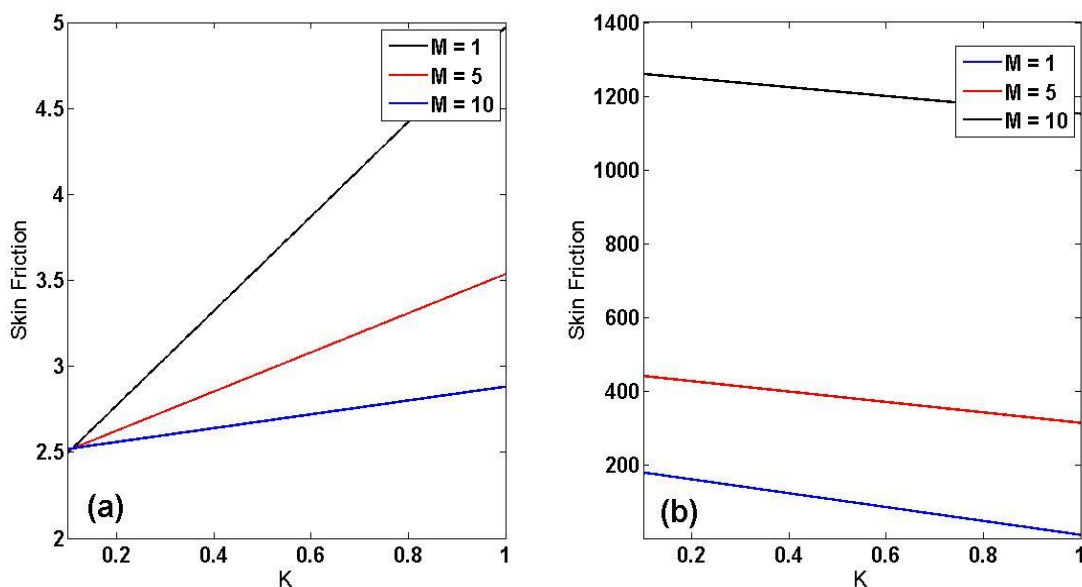 5
4.5
4
3.5
3
2.5
2
Skin Friction
M = 1
M = 5
M = 10
(a)
0.2
0.4
0.6
0.8
1
K
1400
1200
1000
800
600
400
200
Skin Friction
M = 1
M = 5
M = 10
(b)
0.2
0.4
0.6
0.8
1
K